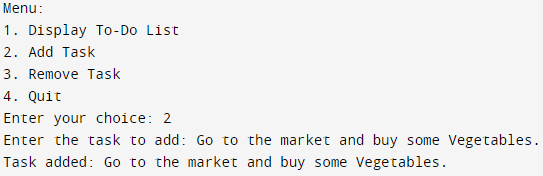 Menu:
1. Display To-Do List
2. Add Task
3. Remove Task
4. Quit
Enter your choice: 2
Enter the task to add: Go to the market and buy some Vegetables.
Task added: Go to the market and buy some Vegetables.